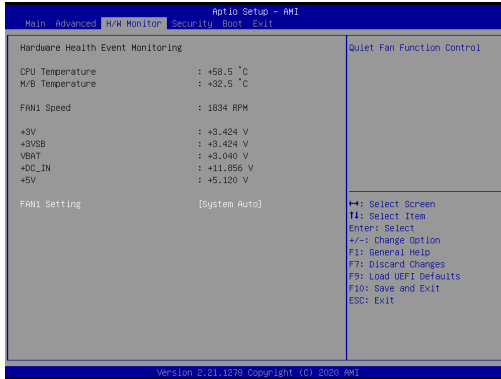 Aptio Setup - AMI
Main Advanced H/W Monitor Security Boot Exit
Hardware Health Event Monitoring
CPU Temperature : +58.5 °C
M/B Temperature : +32.5 °C
FAN1 Speed : 1834 RPM
+3V : +3.424 V
+3VSB : +3.424 V
VBAT : +3.040 V
+DC_IN : +11.856 V
+5V : +5.120 V
FAN1 Setting [System Auto]
Quiet Fan Function Control
↔: Select Screen
↑↓: Select Item
Enter: Select
+/-: Change Option
F1: General Help
F7: Discard Changes
F9: Load UEFI Defaults
F10: Save and Exit
ESC: Exit
Version 2.21.1278 Copyright (C) 2020 AMI